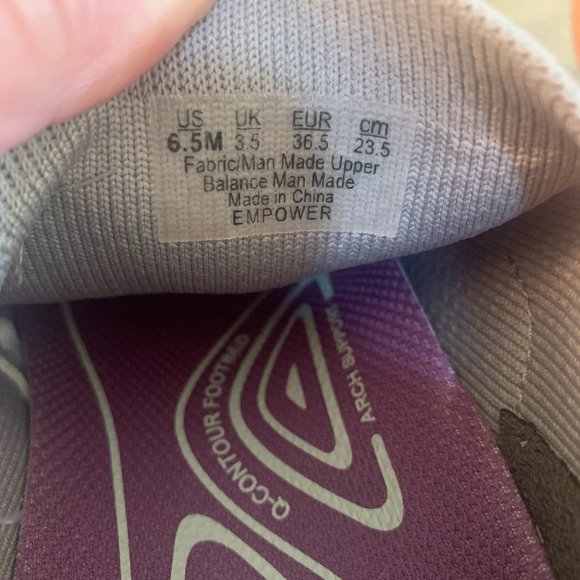 US UK EUR cm
6.5M 3.5 36.5 23.5
Fabric/Man Made Upper
Balance Man Made
Made in China
EMPOWER
Q-CONTOUR FOOTBED
ARCH SUPPORT